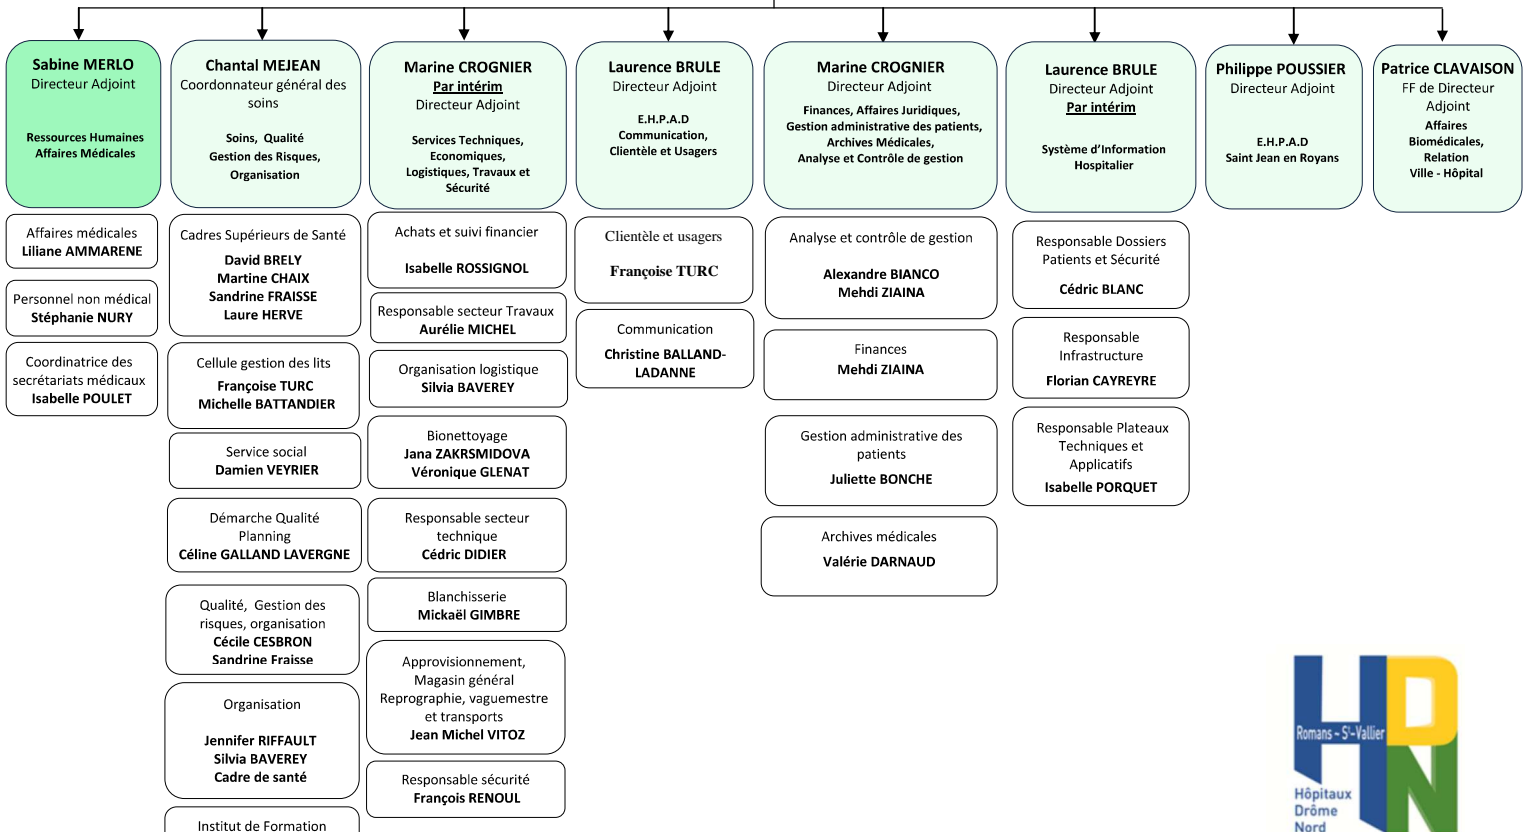 Sabine MERLO
Directeur Adjoint
Ressources Humaines
Affaires Médicales
Affaires médicales
Liliane AMMARENE
Personnel non médical
Stéphanie NURY
Coordinatrice des
secrétariats médicaux
Isabelle POULET
Chantal MEJEAN
Coordonnateur général des
soins
Soins, Qualité
Gestion des Risques,
Organisation
Cadres Supérieurs de Santé
David BRELY
Martine CHAIX
Sandrine FRAISSE
Laure HERVE
Cellule gestion des lits
Françoise TURC
Michelle BATTANDIER
Service social
Damien VEYRIER
Démarche Qualité
Planning
Céline GALLAND LAVERGNE
Qualité, Gestion des
risques, organisation
Cécile CESBRON
Sandrine Fraisse
Organisation
Jennifer RIFFAULT
Silvia BAVEREY
Cadre de santé
Institut de Formation
Marine CROGNIER
Par intérim
Directeur Adjoint
Services Techniques,
Economiques,
Logistiques, Travaux et
Sécurité
Achats et suivi financier
Isabelle ROSSIGNOL
Responsable secteur Travaux
Aurélie MICHEL
Organisation logistique
Silvia BAVEREY
Bionettoyage
Jana ZAKRSMIDOVA
Véronique GLENAT
Responsable secteur
technique
Cédric DIDIER
Blanchisserie
Mickaël GIMBRE
Approvisionnement,
Magasin général
Reprographie, vaguemestre
et transports
Jean Michel VITOZ
Responsable sécurité
François RENOUL
Laurence BRULE
Directeur Adjoint
E.H.P.A.D
Communication,
Clientèle et Usagers
Clientèle et usagers
Françoise TURC
Communication
Christine BALLAND-
LADANNE
Marine CROGNIER
Directeur Adjoint
Finances, Affaires Juridiques,
Gestion administrative des patients,
Archives Médicales,
Analyse et Contrôle de gestion
Analyse et contrôle de gestion
Alexandre BIANCO
Mehdi ZIAINA
Finances
Mehdi ZIAINA
Gestion administrative des
patients
Juliette BONCHE
Archives médicales
Valérie DARNAUD
Laurence BRULE
Directeur Adjoint
Par intérim
Système d’Information
Hospitalier
Responsable Dossiers
Patients et Sécurité
Cédric BLANC
Responsable
Infrastructure
Florian CAYREYRE
Responsable Plateaux
Techniques et
Applicatifs
Isabelle PORQUET
Philippe POUSSIER
Directeur Adjoint
E.H.P.A.D
Saint Jean en Royans
Patrice CLAVAISON
FF de Directeur
Adjoint
Affaires
Biomédicales,
Relation
Ville - Hôpital
HDN
Romans ~ Sᵗ-Vallier
Hôpitaux
Drôme
Nord